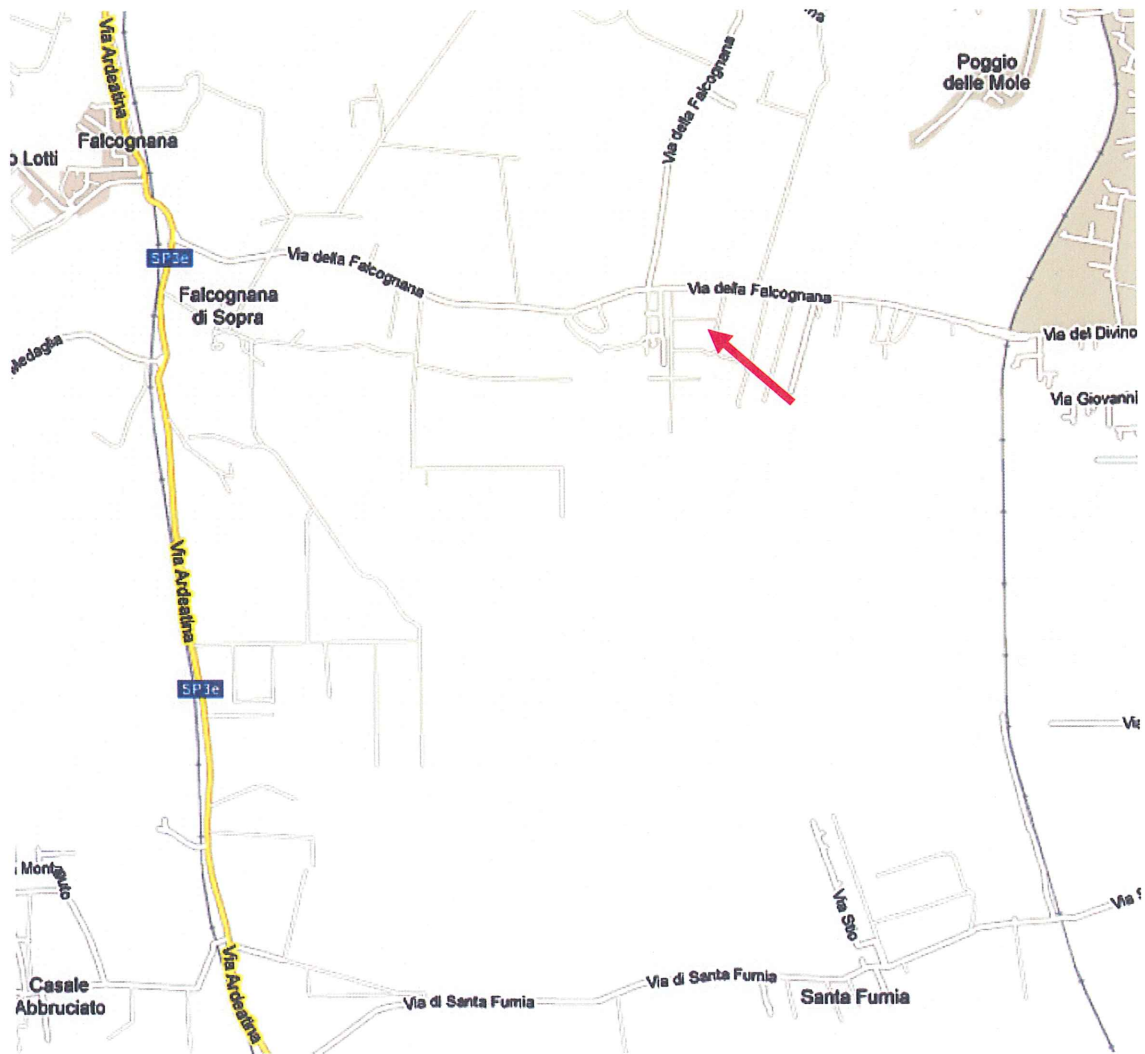 Via Ardeatina
Poggio
delle Mole
Falcognana
o Lotti
Via della Falcognana
SP3e
Via della Falcognana
Via della Falcognana
Falcognana
di Sopra
Medaglia
Via del Divino
Via Giovanni
Via Ardeatina
SP3e
Via
Via Stio
Via S
Casale
Abbruciato
Via Ardeatina
Via di Santa Fumia
Via di Santa Fumia
Santa Fumia